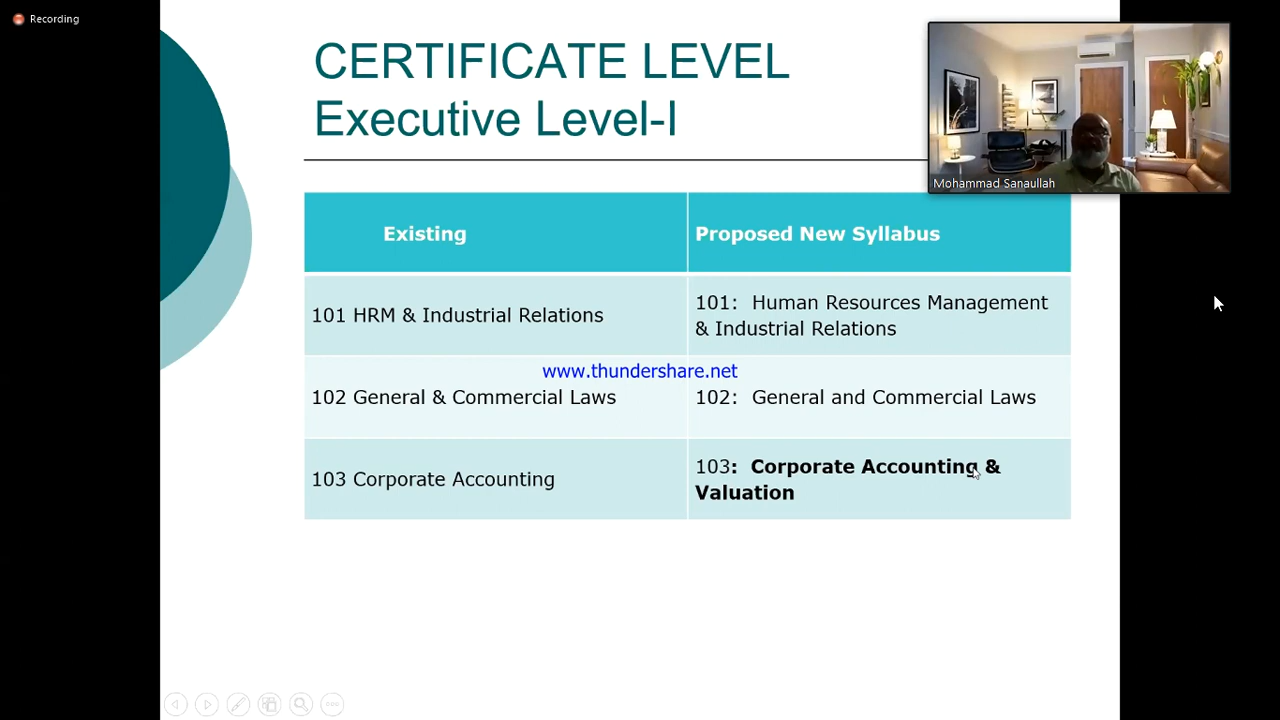 Recording
CERTIFICATE LEVEL
Executive Level-I
Mohammad Sanaullah
Existing
Proposed New Syllabus
101 HRM & Industrial Relations
101:  Human Resources Management
& Industrial Relations
www.thundershare.net
102 General & Commercial Laws
102:  General and Commercial Laws
103 Corporate Accounting
103:  Corporate Accounting &
Valuation